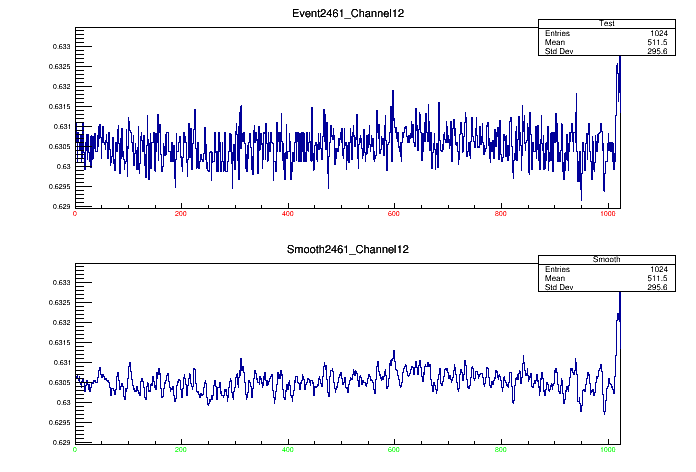 Event2461_Channel12
Test
Entries 1024
Mean 511.5
Std Dev 295.6
0.633
0.6325
0.632
0.6315
0.631
0.6305
0.63
0.6295
0.629
0 200 400 600 800 1000
Smooth2461_Channel12
Smooth
Entries 1024
Mean 511.5
Std Dev 295.6
0.633
0.6325
0.632
0.6315
0.631
0.6305
0.63
0.6295
0.629
0 200 400 600 800 1000